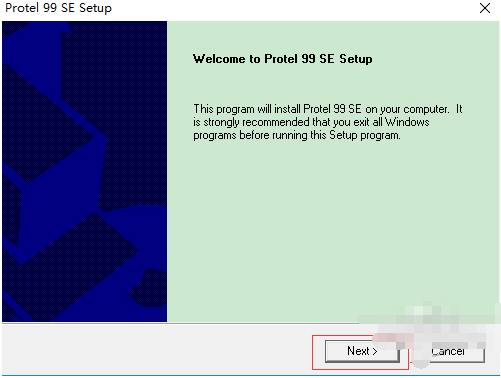 Protel 99 SE Setup
Welcome to Protel 99 SE Setup
This program will install Protel 99 SE on your computer. It
is strongly recommended that you exit all Windows
programs before running this Setup program.
Next >
Cancel